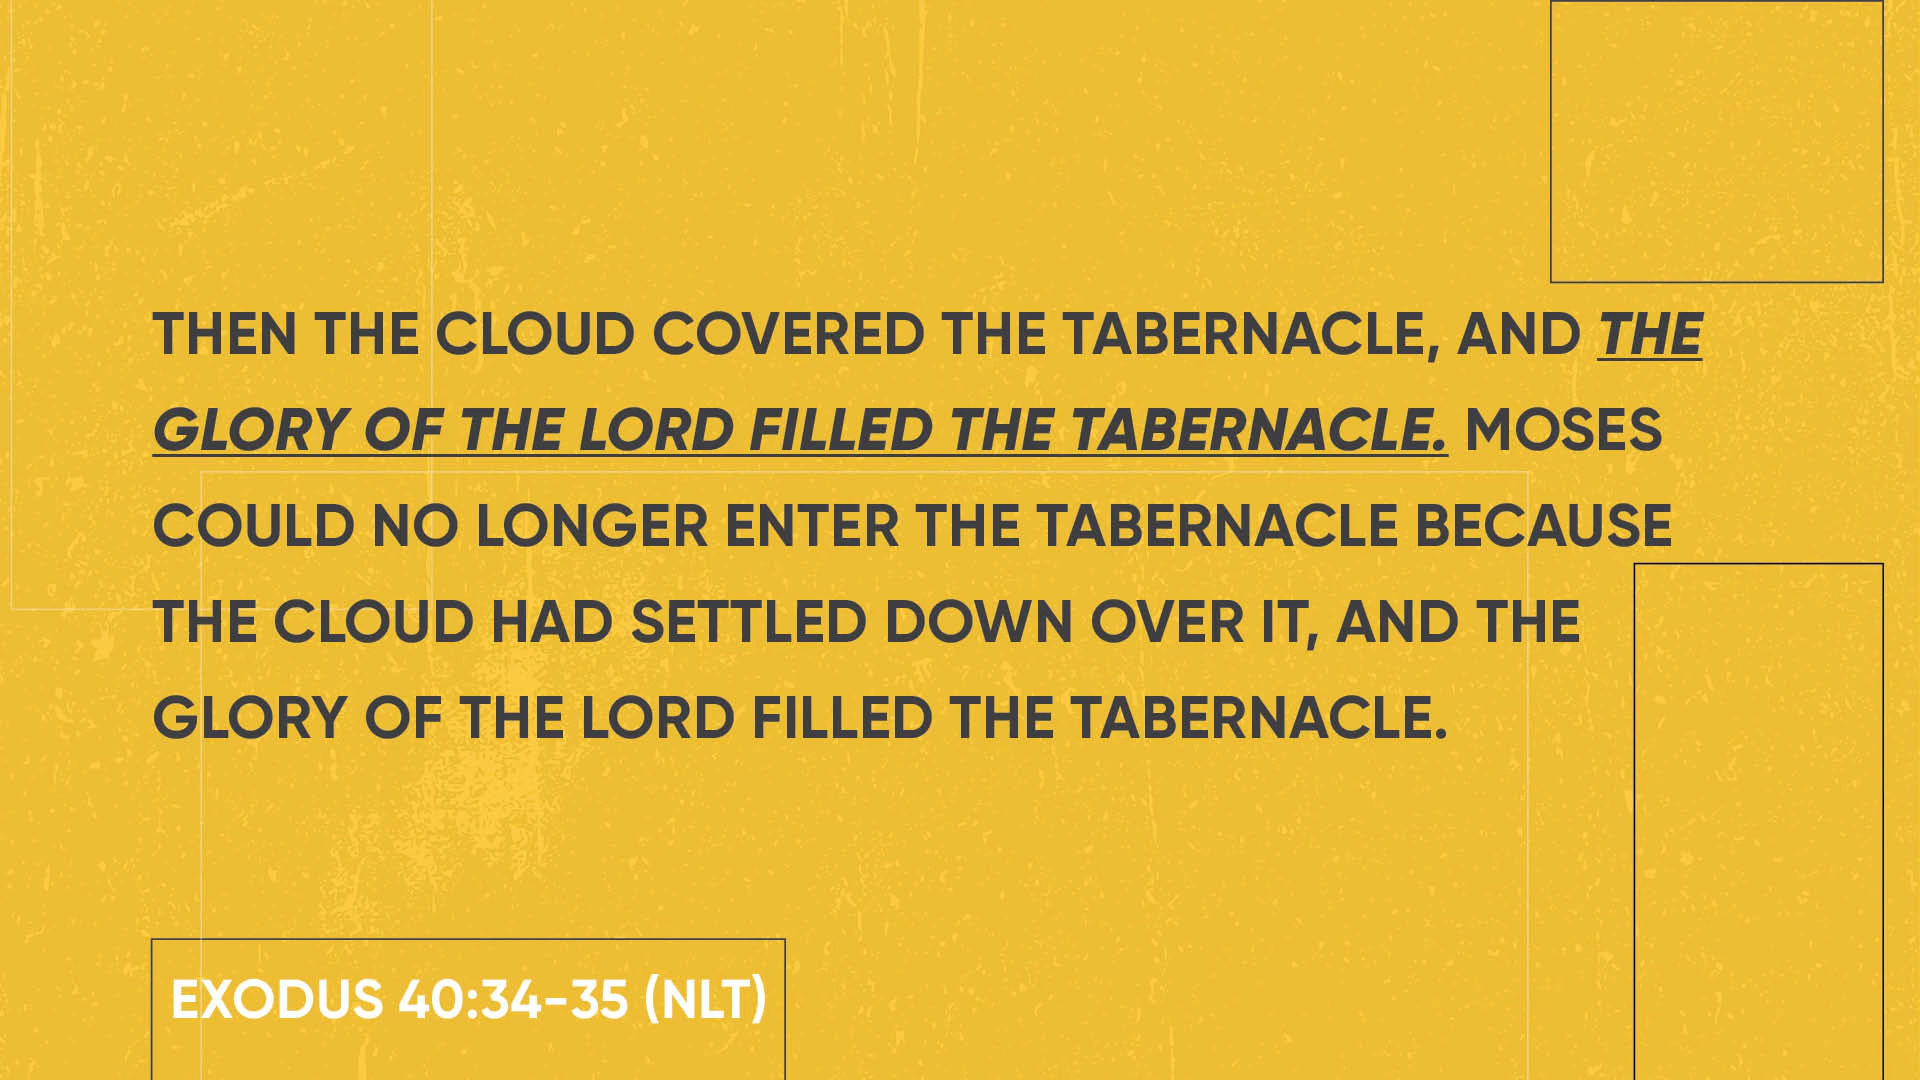 THEN THE CLOUD COVERED THE TABERNACLE, AND THE
GLORY OF THE LORD FILLED THE TABERNACLE. MOSES
COULD NO LONGER ENTER THE TABERNACLE BECAUSE
THE CLOUD HAD SETTLED DOWN OVER IT, AND THE
GLORY OF THE LORD FILLED THE TABERNACLE.
EXODUS 40:34-35 (NLT)